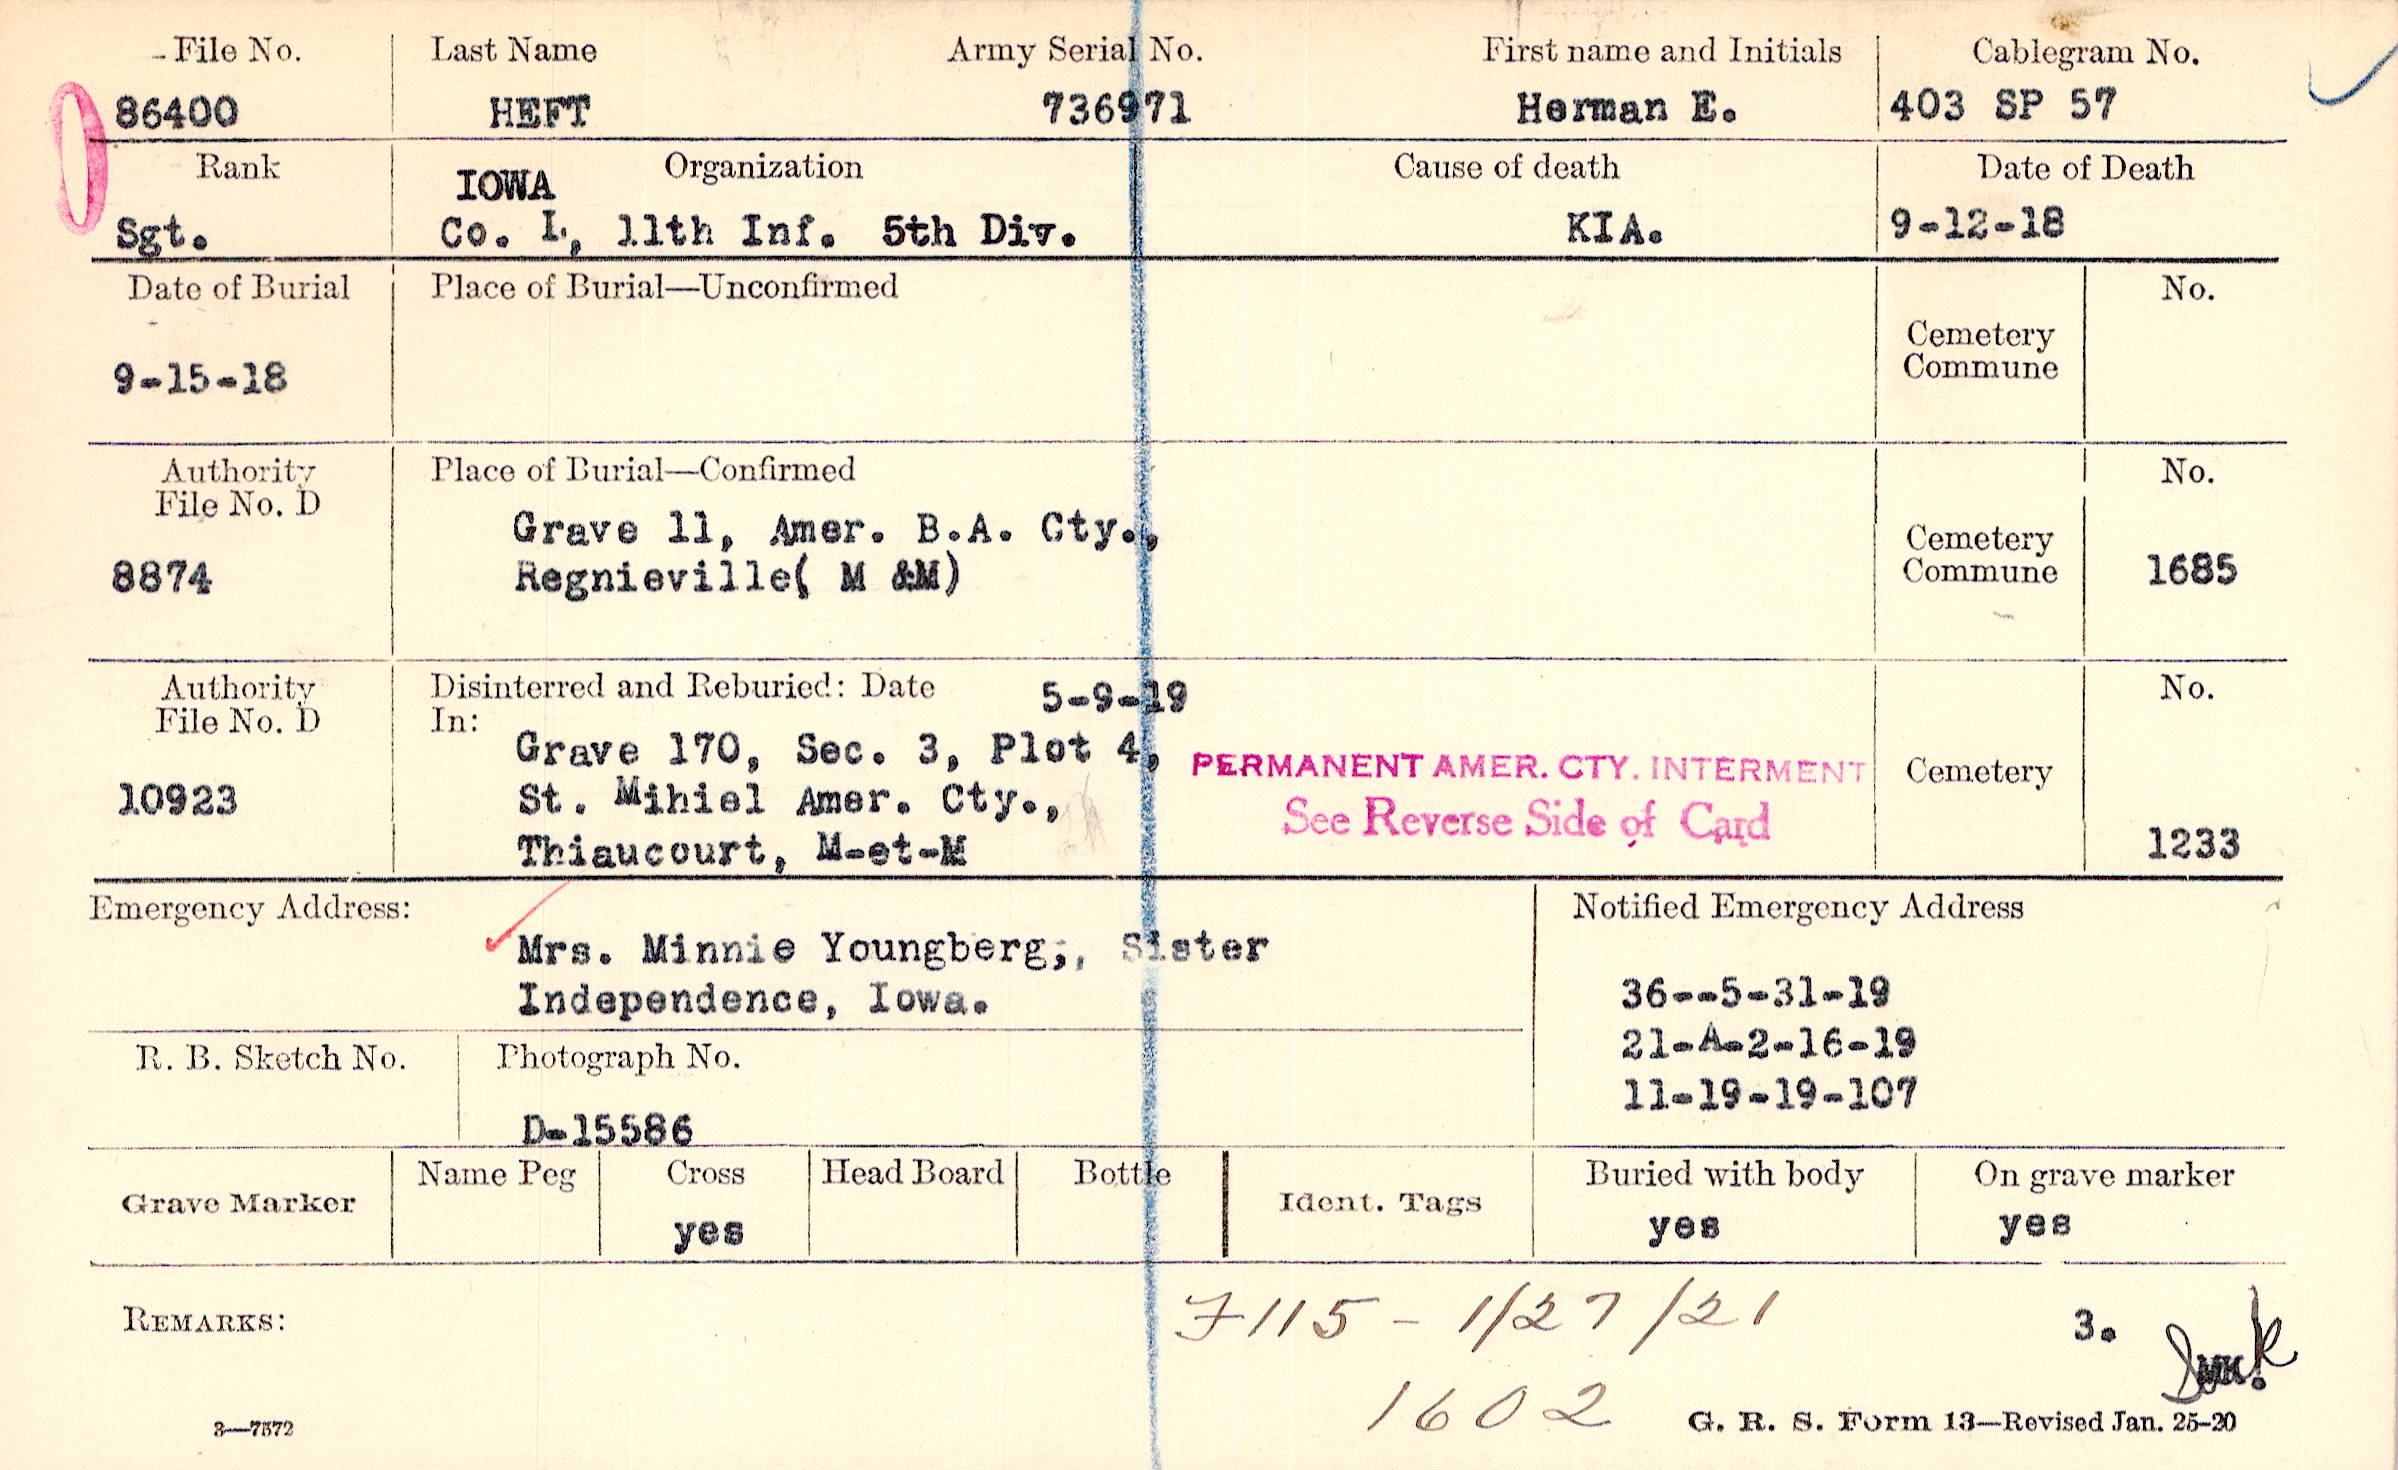 File No. Last Name Army Serial No. First name and Initials Cablegram No.
86400 HEFT 736971 Herman E. 403 SP 57
Rank Organization Cause of death Date of Death
IOWA
Sgt. Co. L, 11th Inf. 5th Div. KIA. 9-12-18
Date of Burial Place of Burial—Unconfirmed No.
Cemetery
Commune
9-15-18
Authority Place of Burial—Confirmed No.
File No. D
Grave 11, Amer. B.A. Cty.,
Cemetery
8874 Regnieville( M &M) Commune 1685
Authority Disinterred and Reburied: Date 5-9-19 No.
File No. D In:
Grave 170, Sec. 3, Plot 4, PERMANENT AMER. CTY. INTERMENT Cemetery
10923 St. Mihiel Amer. Cty., See Reverse Side of Card
Thiaucourt, M-et-M 1233
Emergency Address: Notified Emergency Address
Mrs. Minnie Youngberg;, Sister
Independence, Iowa. 36--5-31-19
R. B. Sketch No. Photograph No. 21-A-2-16-19
11-19-19-107
D-15586
Grave Marker Name Peg Cross Head Board Bottle Ident. Tags Buried with body On grave marker
yes yes yes
REMARKS: F115 - 1/27/21 3.
MK.
1602
3—7572 G. R. S. Form 13—Revised Jan. 25-20